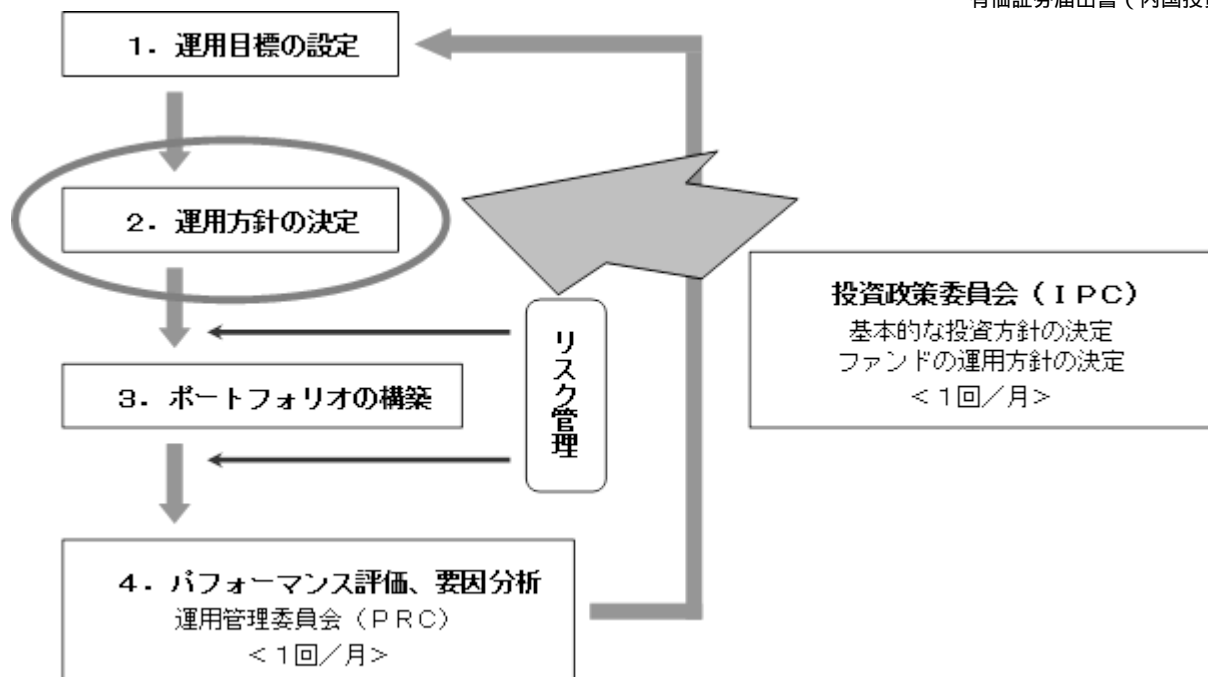 有価証券届出書（内国投資
１．運用目標の設定
２．運用方針の決定
３．ポートフォリオの構築
リスク管理
投資政策委員会（ＩＰＣ）
基本的な投資方針の決定
ファンドの運用方針の決定
＜１回／月＞
４．パフォーマンス評価、要因分析
運用管理委員会（ＰＲＣ）
＜１回／月＞